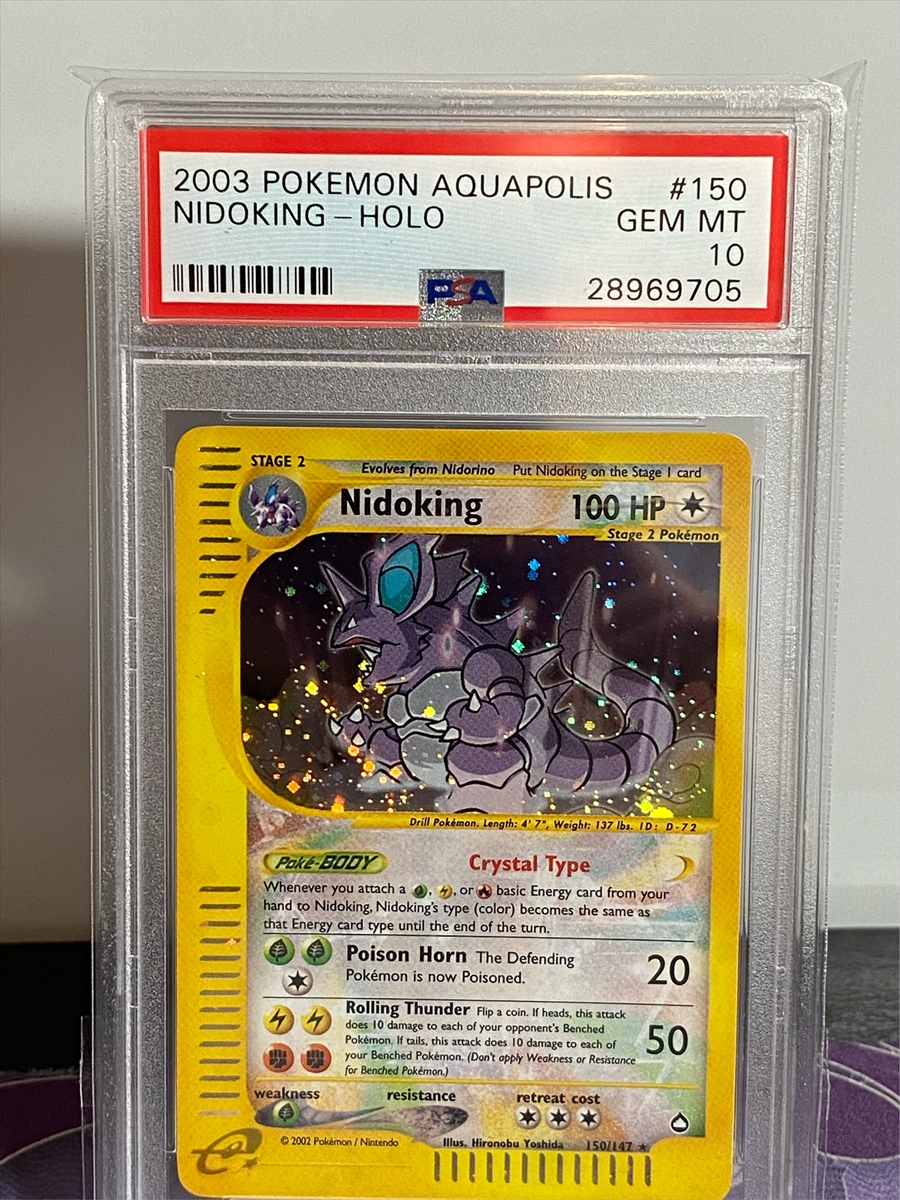 2003 POKEMON AQUAPOLIS #150
NIDOKING - HOLO GEM MT
10
PSA 28969705
STAGE 2 Evolves from Nidorino Put Nidoking on the Stage 1 card
Nidoking 100 HP
Stage 2 Pokémon
Drill Pokémon. Length: 4' 7", Weight: 137 lbs. ID: D-72
Poké-BODY Crystal Type
Whenever you attach a , , or basic Energy card from your
hand to Nidoking, Nidoking's type (color) becomes the same as
that Energy card type until the end of the turn.
Poison Horn The Defending
Pokémon is now Poisoned. 20
Rolling Thunder Flip a coin. If heads, this attack
does 10 damage to each of your opponent's Benched
Pokémon. If tails, this attack does 10 damage to each of 50
your Benched Pokémon. (Don't apply Weakness or Resistance
for Benched Pokémon.)
weakness resistance retreat cost
e © 2002 Pokémon / Nintendo Illus. Hironobu Yoshida 150/147 ★